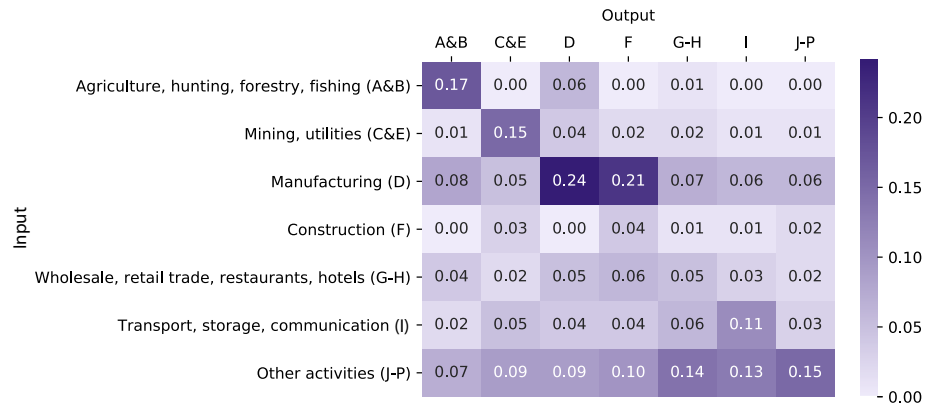 Output
A&B C&E D F G-H I J-P
Agriculture, hunting, forestry, fishing (A&B) 0.17 0.00 0.06 0.00 0.01 0.00 0.00
Mining, utilities (C&E) 0.01 0.15 0.04 0.02 0.02 0.01 0.01
Manufacturing (D) 0.08 0.05 0.24 0.21 0.07 0.06 0.06
Construction (F) 0.00 0.03 0.00 0.04 0.01 0.01 0.02
Wholesale, retail trade, restaurants, hotels (G-H) 0.04 0.02 0.05 0.06 0.05 0.03 0.02
Transport, storage, communication (I) 0.02 0.05 0.04 0.04 0.06 0.11 0.03
Other activities (J-P) 0.07 0.09 0.09 0.10 0.14 0.13 0.15
Input
0.20
0.15
0.10
0.05
0.00